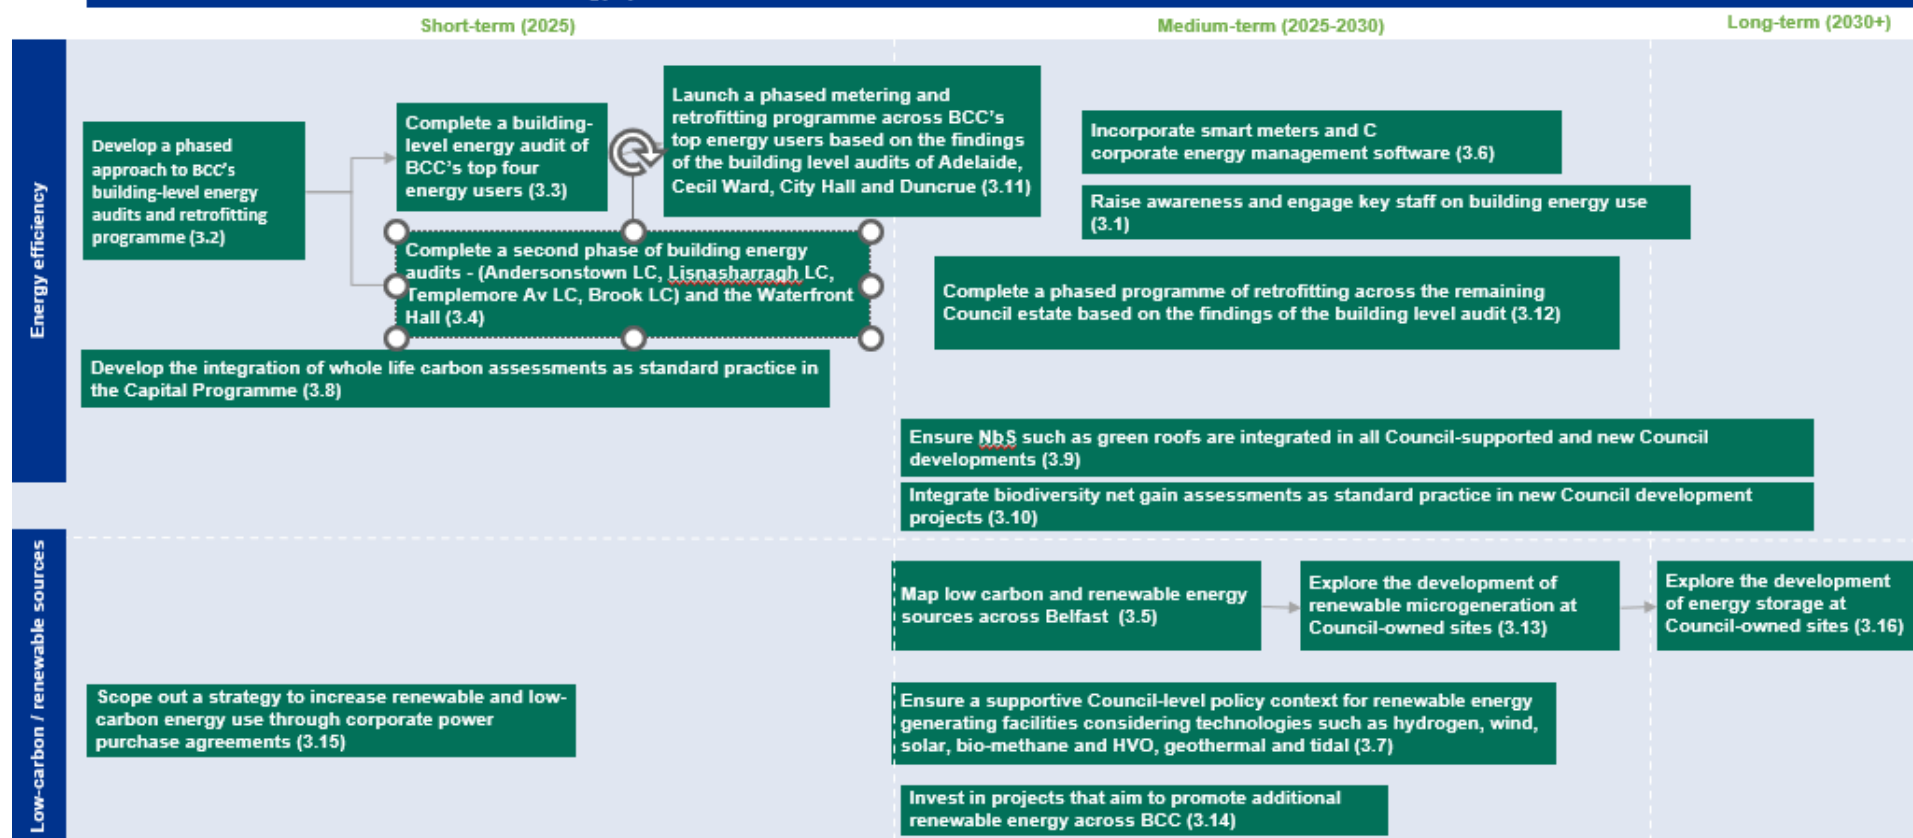 Short-term (2025)
Medium-term (2025-2030)
Long-term (2030+)
Energy efficiency
Develop a phased
approach to BCC's
building-level energy
audits and retrofitting
programme (3.2)
Complete a building-
level energy audit of
BCC's top four
energy users (3.3)
Launch a phased metering and
retrofitting programme across BCC's
top energy users based on the findings
of the building level audits of Adelaide,
Cecil Ward, City Hall and Duncrue (3.11)
Incorporate smart meters and C
corporate energy management software (3.6)
Raise awareness and engage key staff on building energy use
(3.1)
Complete a second phase of building energy
audits - (Andersonstown LC, Lisnasharragh LC,
Templemore Av LC, Brook LC) and the Waterfront
Hall (3.4)
Complete a phased programme of retrofitting across the remaining
Council estate based on the findings of the building level audit (3.12)
Develop the integration of whole life carbon assessments as standard practice in
the Capital Programme (3.8)
Ensure NbS such as green roofs are integrated in all Council-supported and new Council
developments (3.9)
Integrate biodiversity net gain assessments as standard practice in new Council development
projects (3.10)
Low-carbon / renewable sources
Map low carbon and renewable energy
sources across Belfast (3.5)
Explore the development of
renewable microgeneration at
Council-owned sites (3.13)
Explore the development
of energy storage at
Council-owned sites (3.16)
Scope out a strategy to increase renewable and low-
carbon energy use through corporate power
purchase agreements (3.15)
Ensure a supportive Council-level policy context for renewable energy
generating facilities considering technologies such as hydrogen, wind,
solar, bio-methane and HVO, geothermal and tidal (3.7)
Invest in projects that aim to promote additional
renewable energy across BCC (3.14)